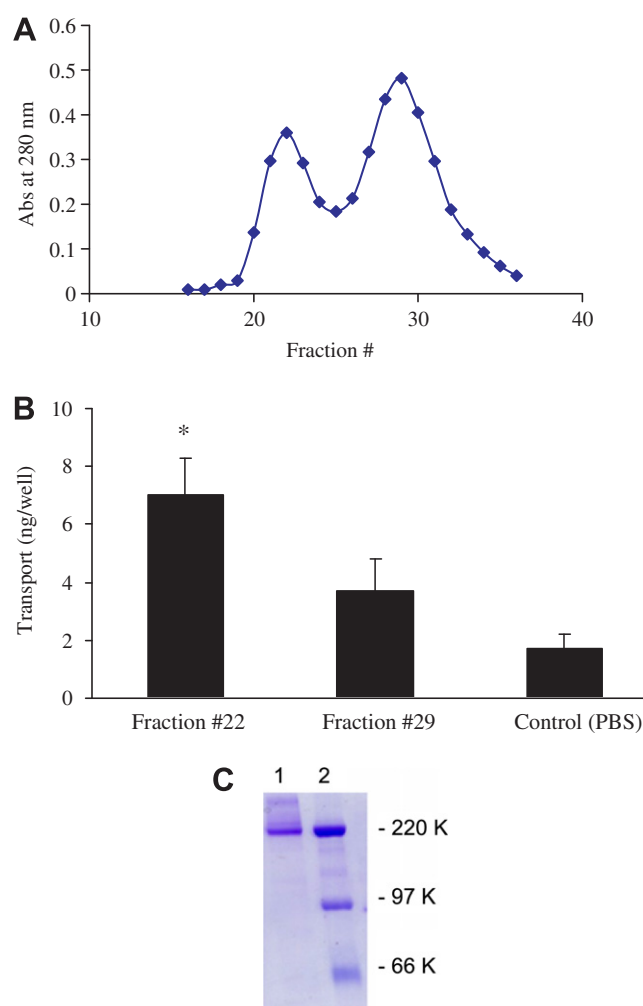 A
0.6
0.5
0.4
0.3
0.2
0.1
0
Abs at 280 nm
10 20 30 40
Fraction #
B
10
8
6
4
2
0
Transport (ng/well)
*
Fraction #22 Fraction #29 Control (PBS)
C
1 2
- 220 K
- 97 K
- 66 K